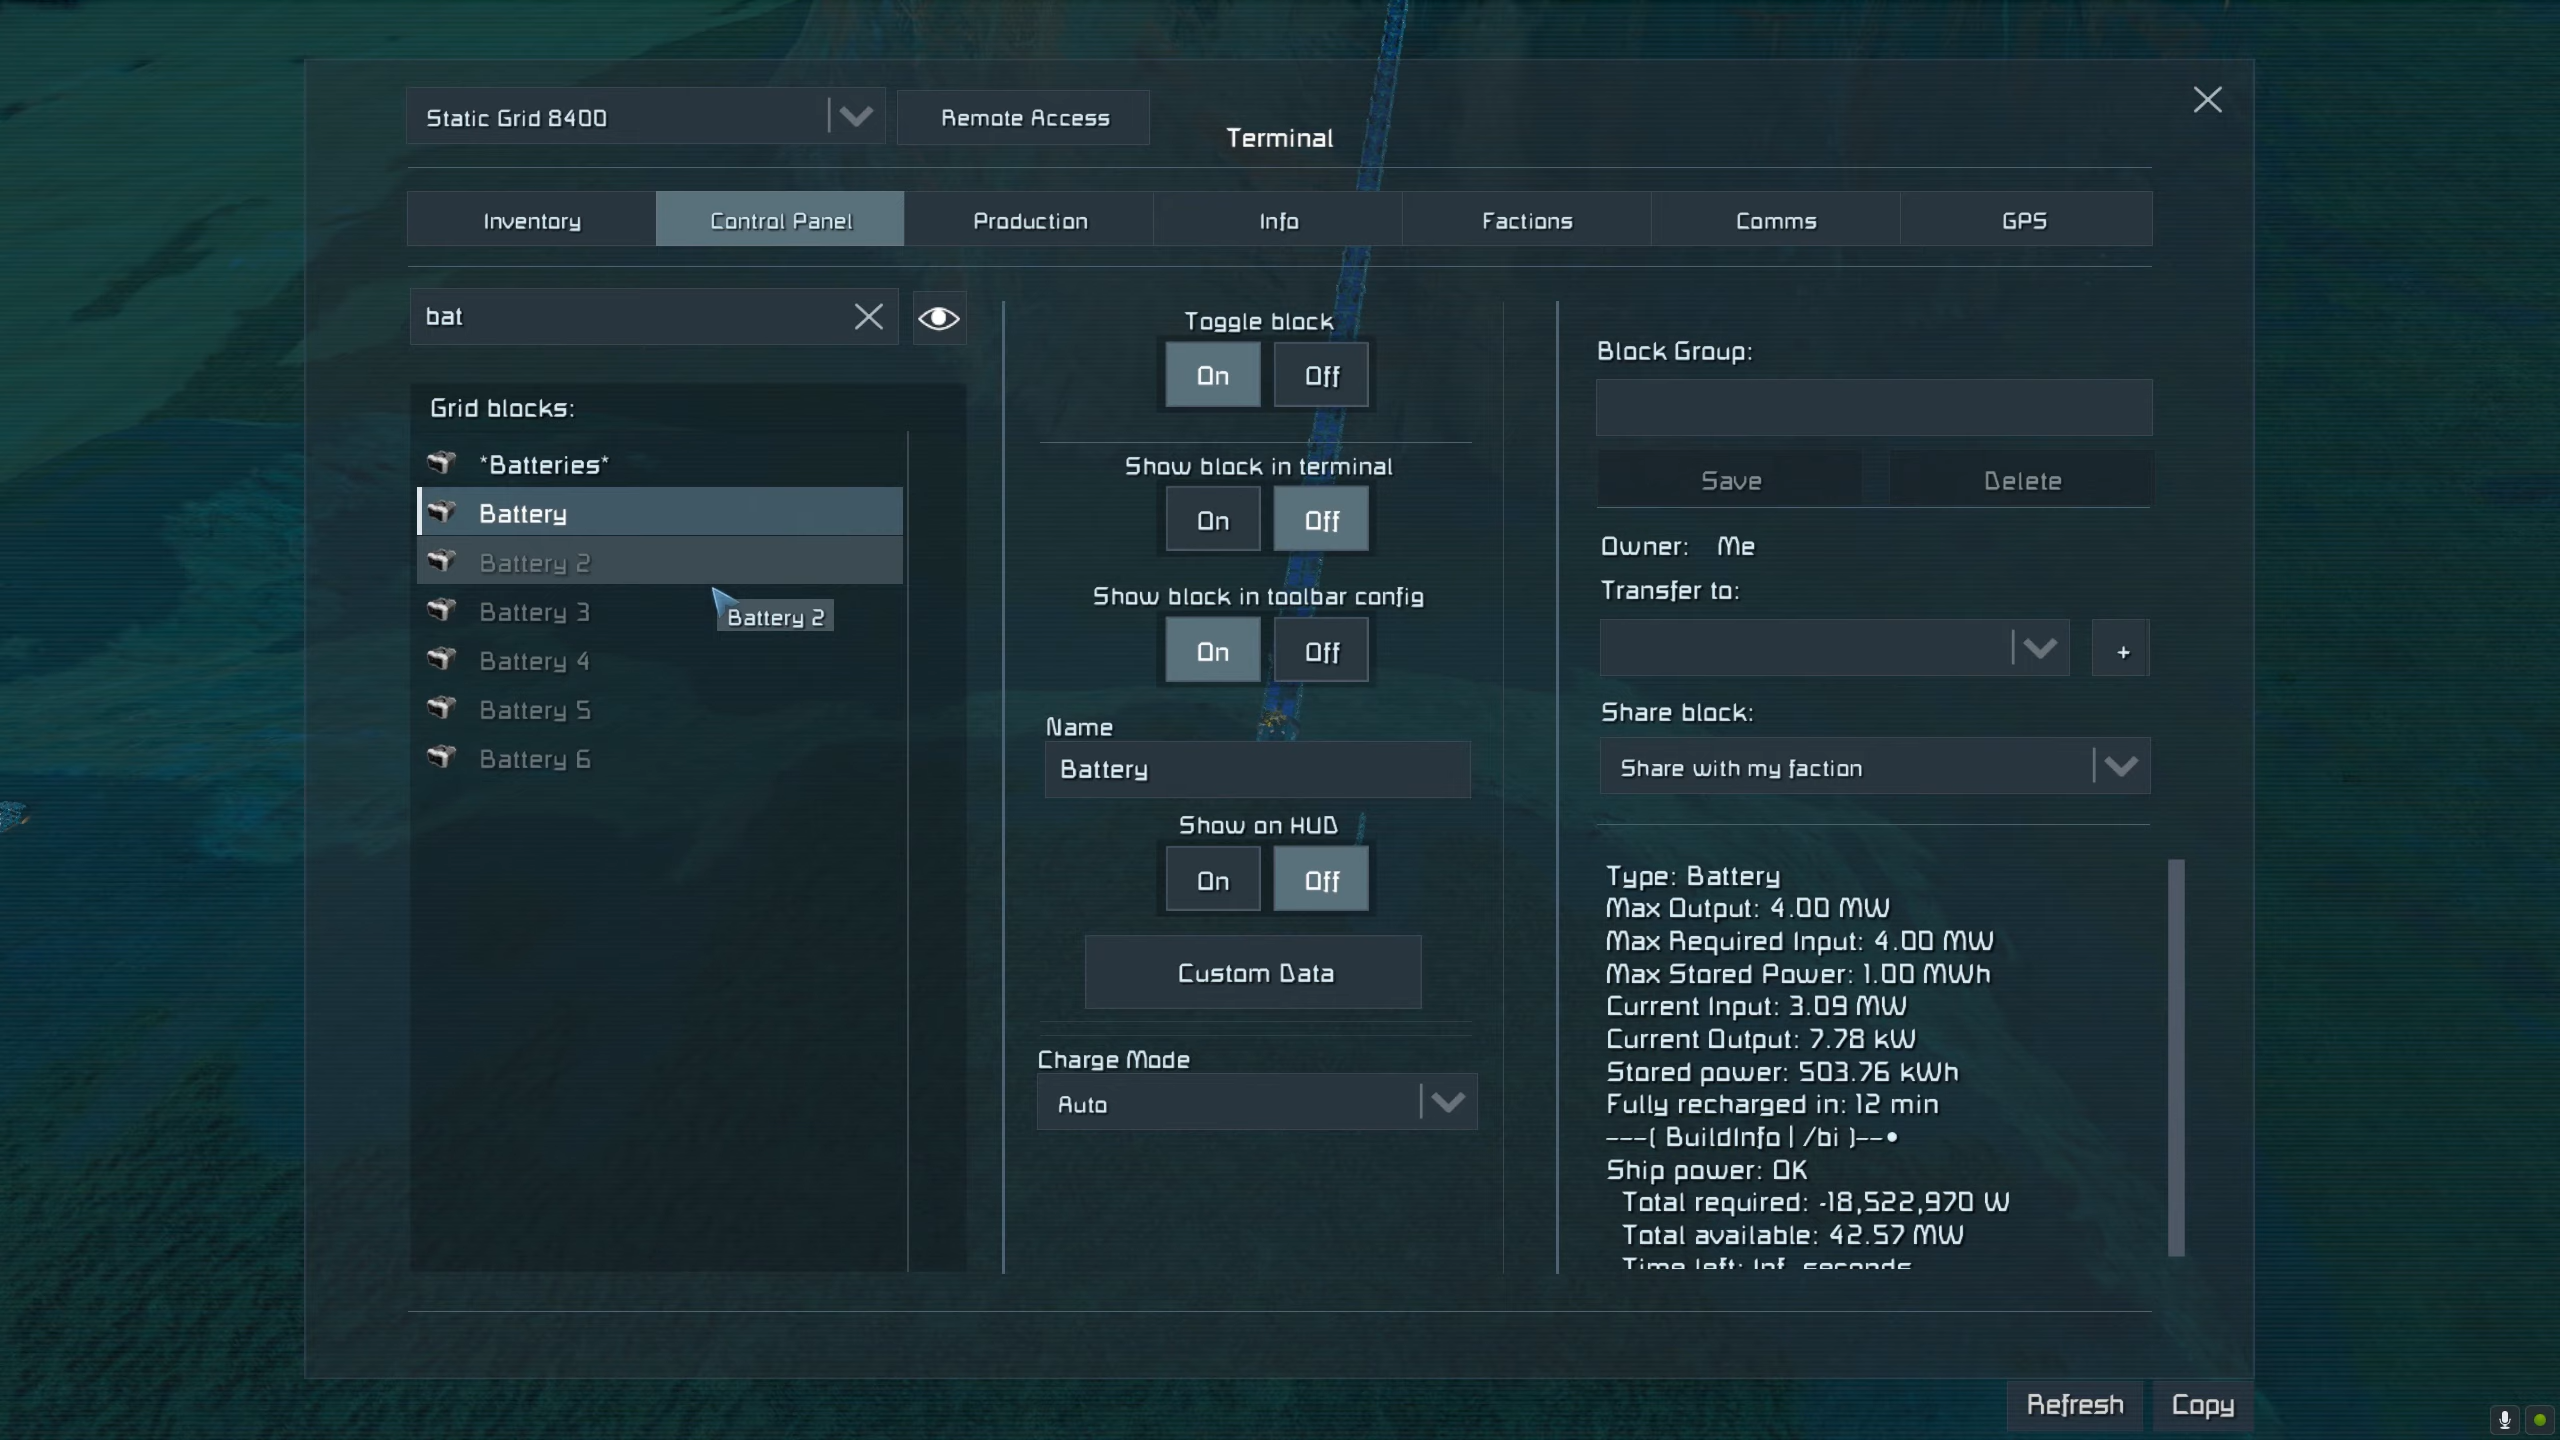 Static Grid 8400
Remote Access
Terminal
Inventory
Control Panel
Production
Info
Factions
Comms
GPS
bat
Grid blocks:
*Batteries*
Battery
Battery 2
Battery 3
Battery 4
Battery 5
Battery 6
Battery 2
Toggle block
On
Off
Show block in terminal
On
Off
Show block in toolbar config
On
Off
Name
Battery
Show on HUD
On
Off
Custom Data
Charge Mode
Auto
Block Group:
Save
Delete
Owner: Me
Transfer to:
+
Share block:
Share with my faction
Type: Battery
Max Output: 4.00 MW
Max Required Input: 4.00 MW
Max Stored Power: 1.00 MWh
Current Input: 3.09 MW
Current Output: 7.78 kW
Stored power: 503.76 kWh
Fully recharged in: 12 min
---( BuildInfo | /bi )--•
Ship power: OK
Total required: -18,522,970 W
Total available: 42.57 MW
Time left: Inf. seconds
Refresh
Copy